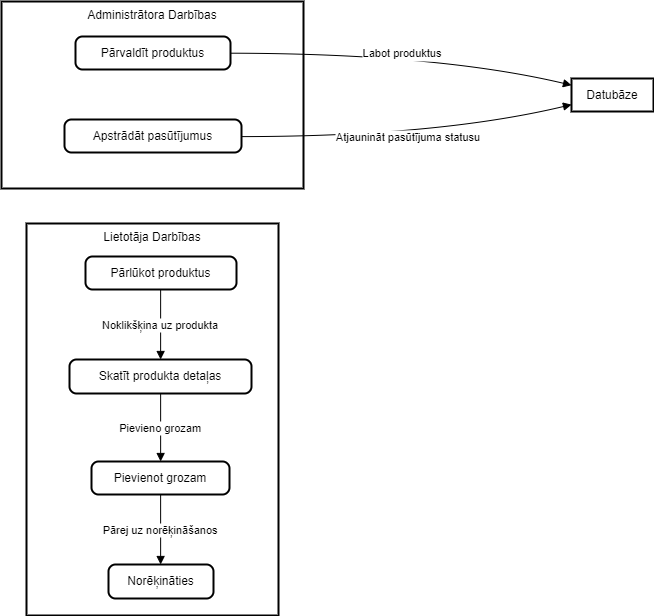 Administrātora Darbības
Pārvaldīt produktus
Labot produktus
Datubāze
Apstrādāt pasūtījumus
Atjaunināt pasūtījuma statusu
Lietotāja Darbības
Pārlūkot produktus
Noklikšķina uz produkta
Skatīt produkta detaļas
Pievieno grozam
Pievienot grozam
Pārej uz norēķināšanos
Norēķināties